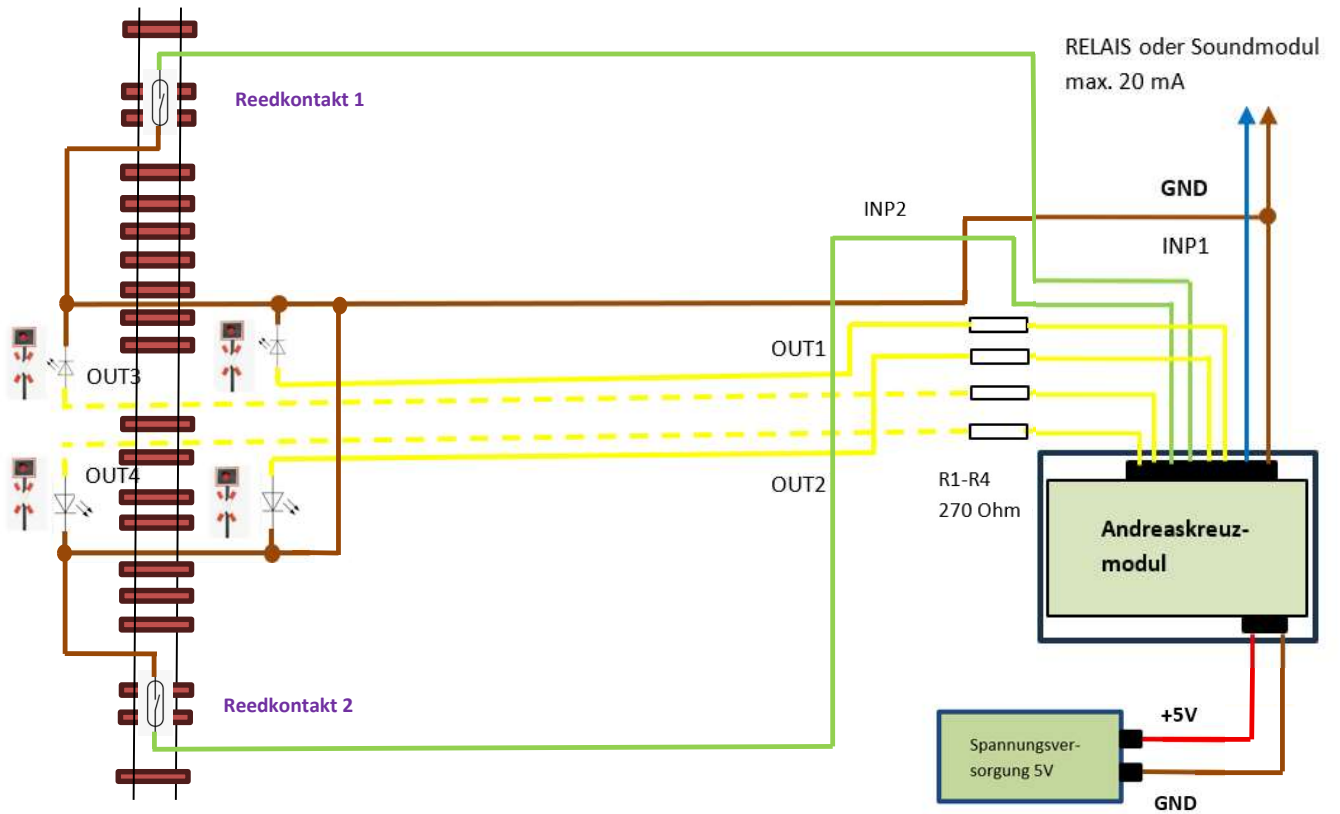 RELAIS oder Soundmodul
max. 20 mA
Reedkontakt 1
GND
INP2
INP1
OUT1
OUT3
OUT4
OUT2
R1-R4
270 Ohm
Andreaskreuz-
modul
Reedkontakt 2
+5V
Spannungsver-
sorgung 5V
GND